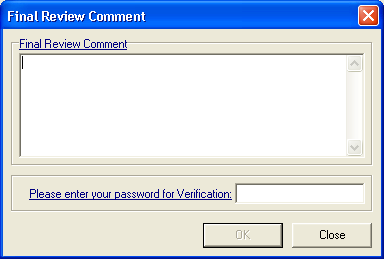 Final Review Comment
Final Review Comment
Please enter your password for Verification:
OK
Close